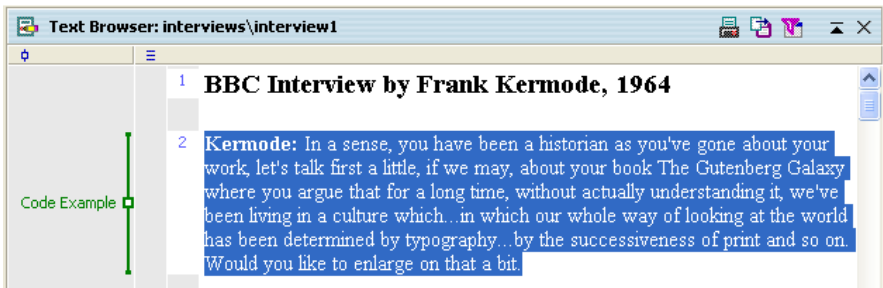 Text Browser: interviews\interview1
1 BBC Interview by Frank Kermode, 1964
2 Kermode: In a sense, you have been a historian as you've gone about your
work, let's talk first a little, if we may, about your book The Gutenberg Galaxy
where you argue that for a long time, without actually understanding it, we've
Code Example been living in a culture which...in which our whole way of looking at the world
has been determined by typography...by the successiveness of print and so on.
Would you like to enlarge on that a bit.